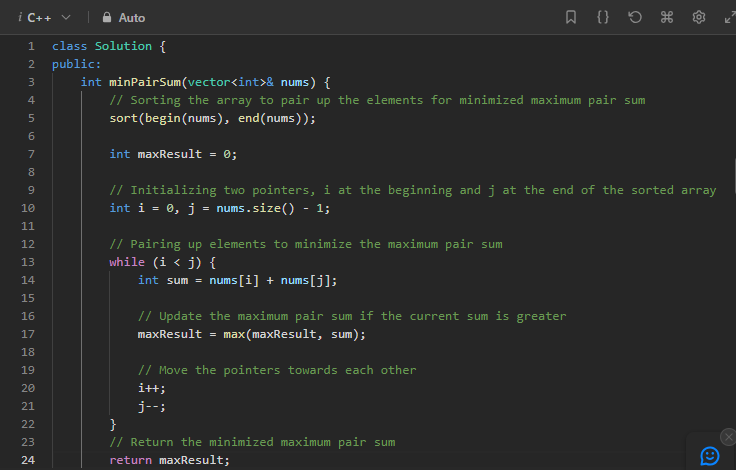 i C++ Auto
1 class Solution {
2 public:
3     int minPairSum(vector<int>& nums) {
4         // Sorting the array to pair up the elements for minimized maximum pair sum
5         sort(begin(nums), end(nums));
6
7         int maxResult = 0;
8
9         // Initializing two pointers, i at the beginning and j at the end of the sorted array
10         int i = 0, j = nums.size() - 1;
11
12         // Pairing up elements to minimize the maximum pair sum
13         while (i < j) {
14             int sum = nums[i] + nums[j];
15
16             // Update the maximum pair sum if the current sum is greater
17             maxResult = max(maxResult, sum);
18
19             // Move the pointers towards each other
20             i++;
21             j--;
22         }
23         // Return the minimized maximum pair sum
24         return maxResult;